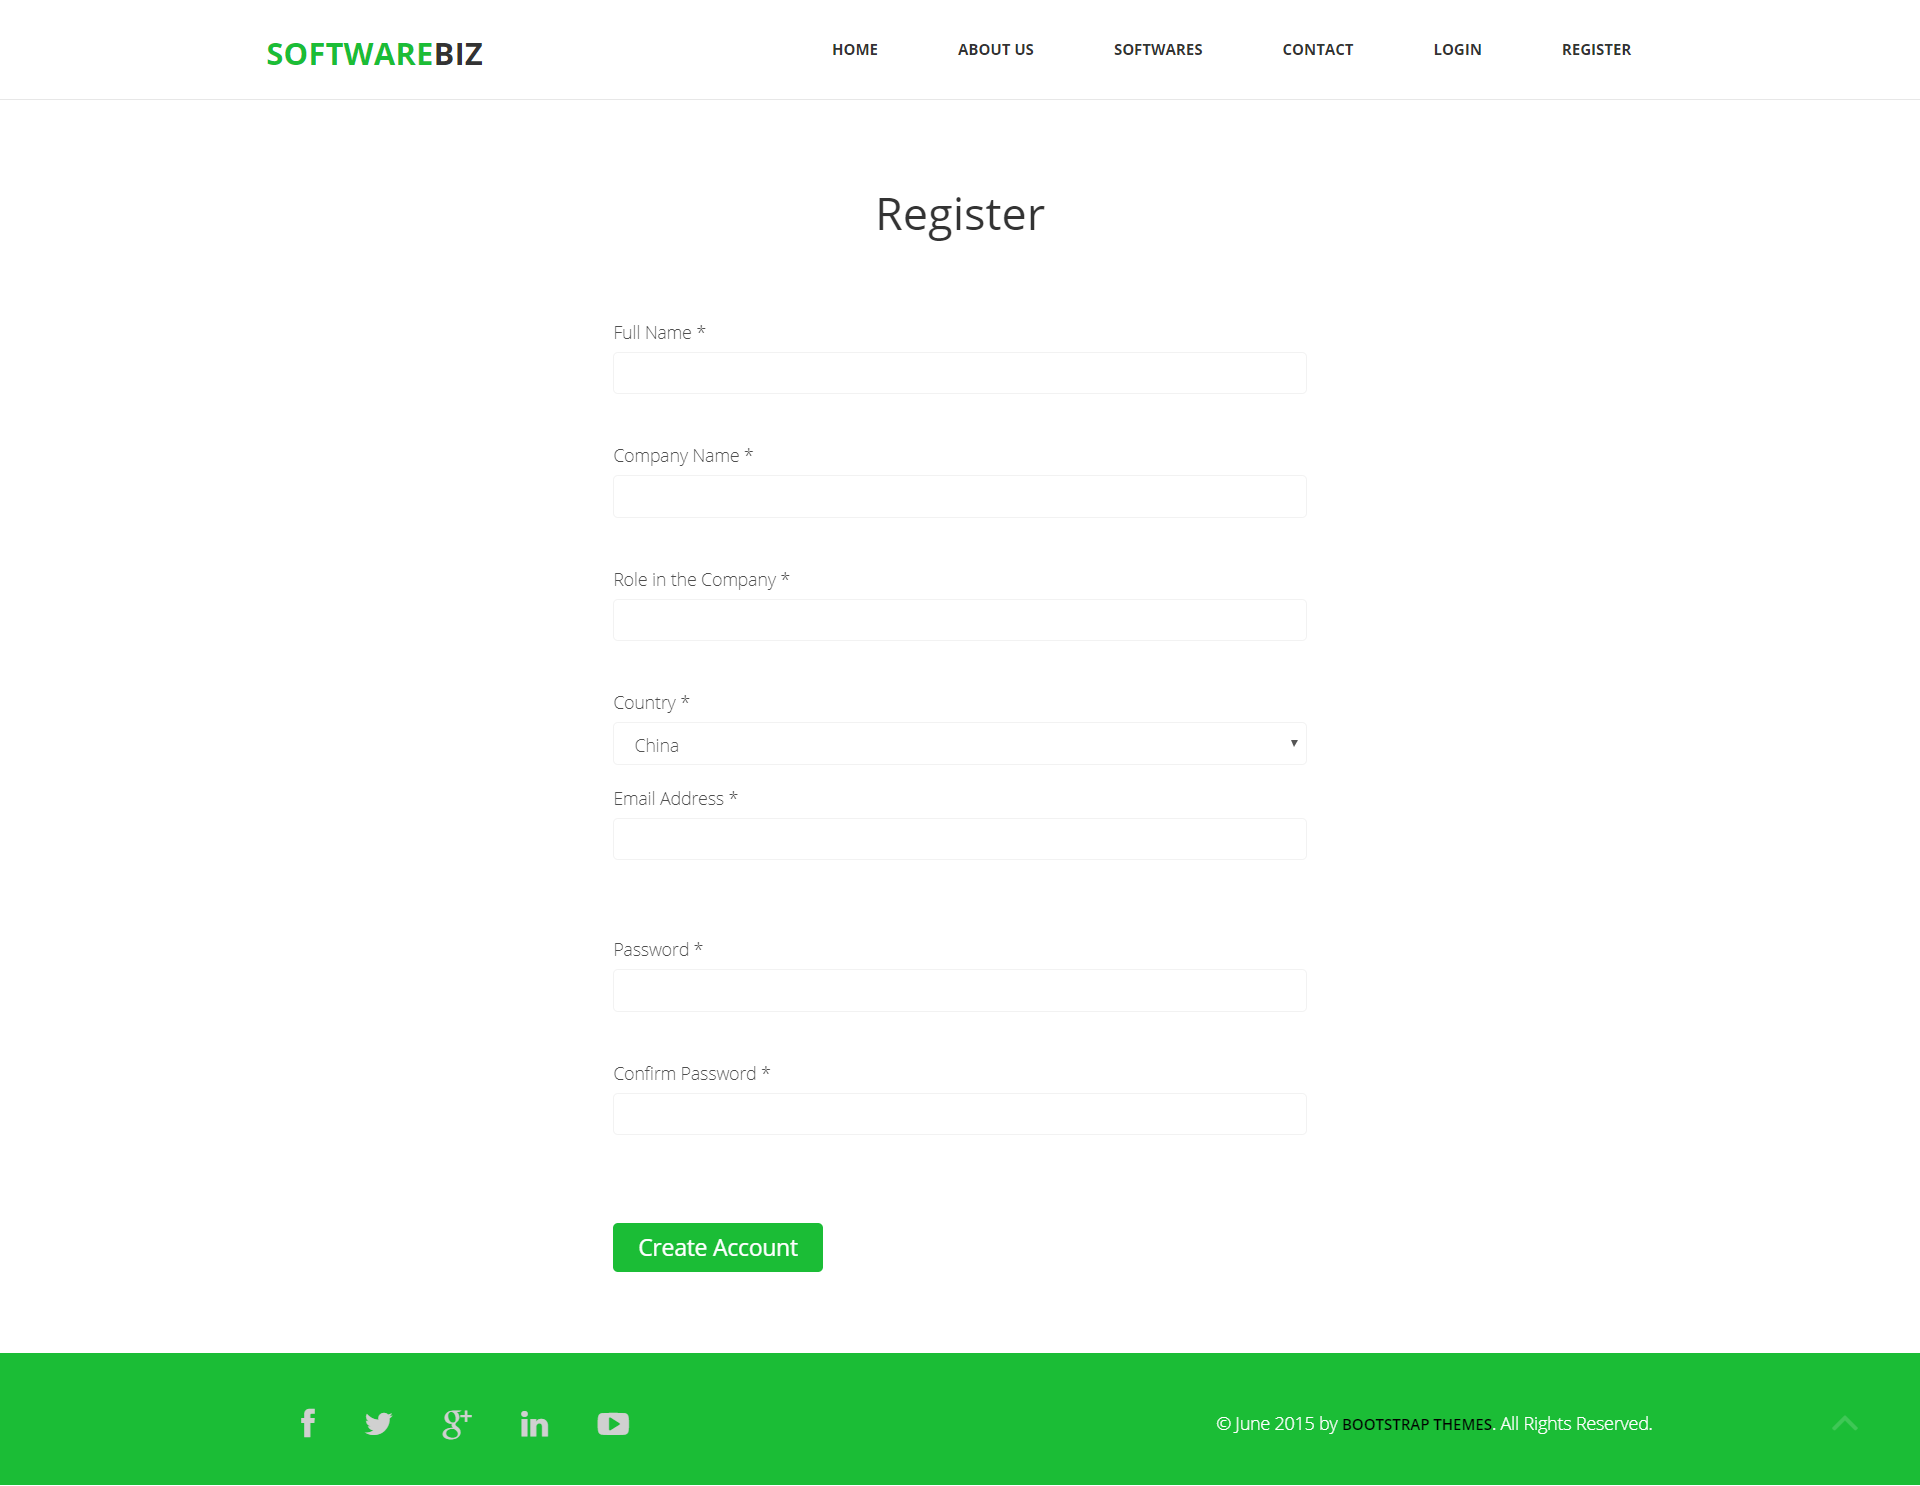 SOFTWAREBIZ
HOME
ABOUT US
SOFTWARES
CONTACT
LOGIN
REGISTER
Register
Full Name *
Company Name *
Role in the Company *
Country *
China
Email Address *
Password *
Confirm Password *
Create Account
© June 2015 by BOOTSTRAP THEMES. All Rights Reserved.